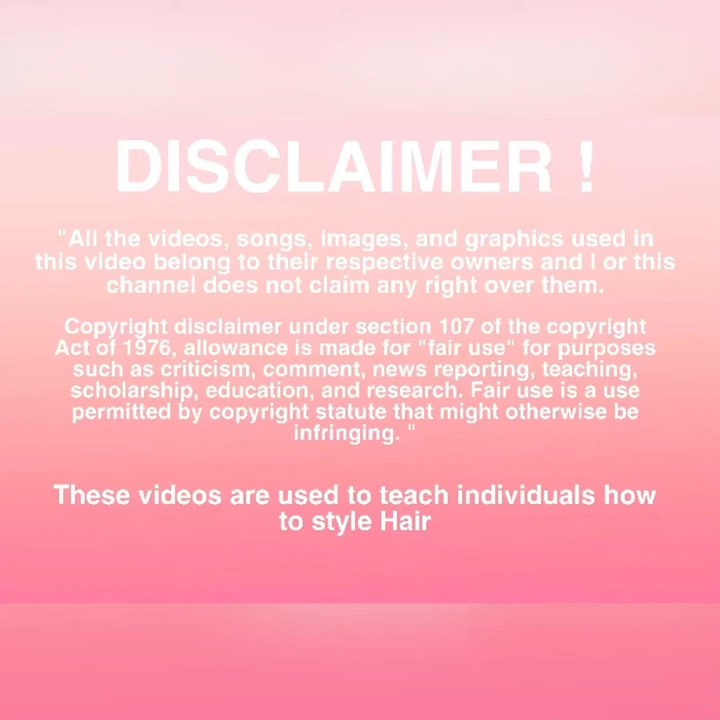 DISCLAIMER !
"All the videos, songs, images, and graphics used in
this video belong to their respective owners and I or this
channel does not claim any right over them.
Copyright disclaimer under section 107 of the copyright
Act of 1976, allowance is made for "fair use" for purposes
such as criticism, comment, news reporting, teaching,
scholarship, education, and research. Fair use is a use
permitted by copyright statute that might otherwise be
infringing. "
These videos are used to teach individuals how
to style Hair